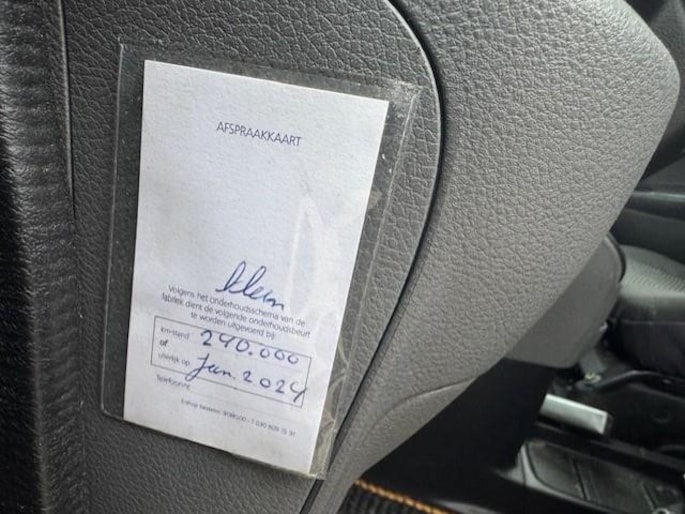 AFSPRAAKKAART
klein
Volgens het onderhoudsschema van de
fabriek dient de volgende onderhoudsbeurt
te worden uitgevoerd bij:
km-stand 240.000
of
uiterlijk op Jan. 2024
Telefoonnr.